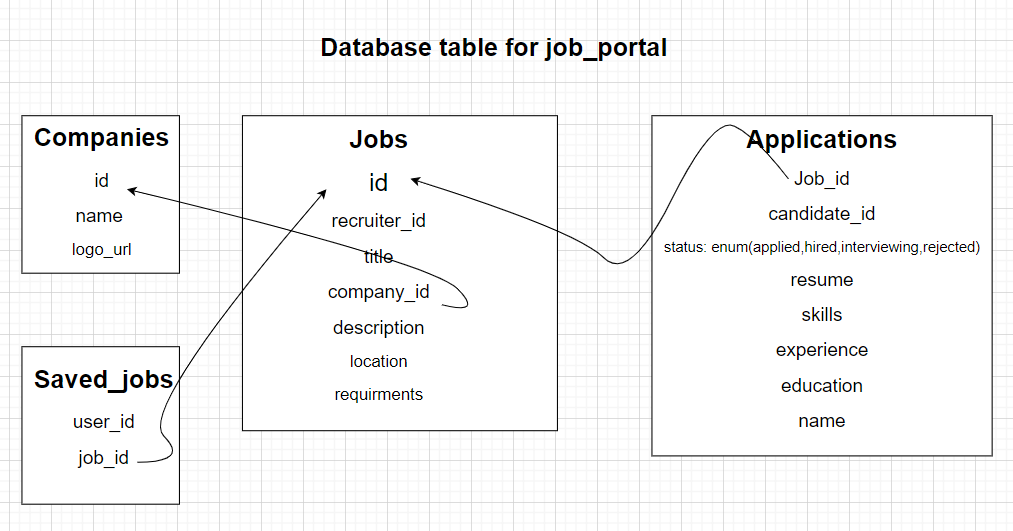 Database table for job_portal
Companies
id
name
logo_url
Jobs
id
recruiter_id
title
company_id
description
location
requirments
Applications
Job_id
candidate_id
status: enum(applied,hired,interviewing,rejected)
resume
skills
experience
education
name
Saved_jobs
user_id
job_id